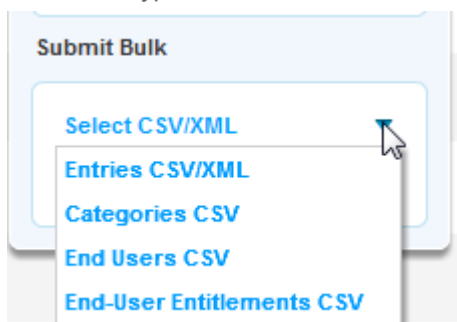 Submit Bulk
Select CSV/XML
Entries CSV/XML
Categories CSV
End Users CSV
End-User Entitlements CSV